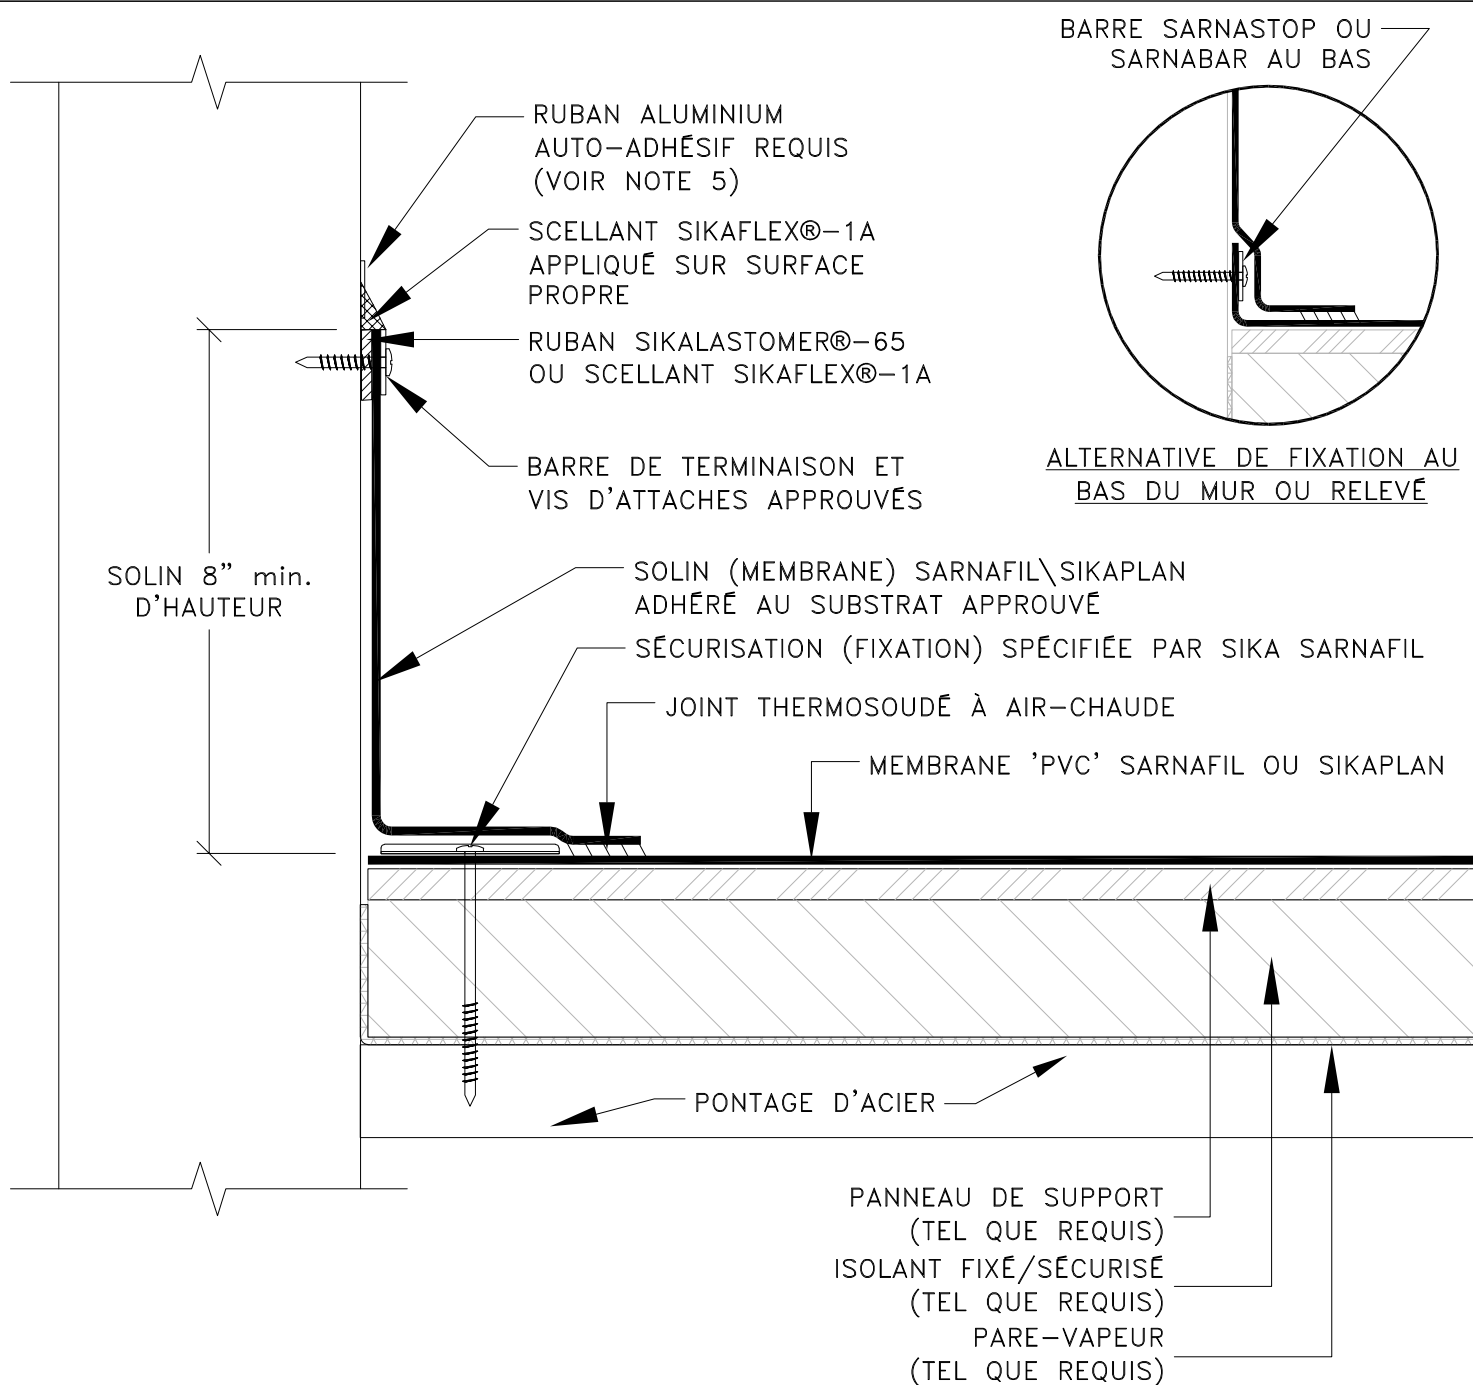 BARRE SARNASTOP OU
SARNABAR AU BAS
RUBAN ALUMINIUM
AUTO-ADHÉSIF REQUIS
(VOIR NOTE 5)
SCELLANT SIKAFLEX®-1A
APPLIQUÉ SUR SURFACE
PROPRE
RUBAN SIKALASTOMER®-65
OU SCELLANT SIKAFLEX®-1A
BARRE DE TERMINAISON ET
VIS D'ATTACHES APPROUVÉS
ALTERNATIVE DE FIXATION AU
BAS DU MUR OU RELEVÉ
SOLIN 8" min.
D'HAUTEUR
SOLIN (MEMBRANE) SARNAFIL\SIKAPLAN
ADHÉRÉ AU SUBSTRAT APPROUVÉ
SÉCURISATION (FIXATION) SPÉCIFIÉE PAR SIKA SARNAFIL
JOINT THERMOSOUDÉ À AIR-CHAUDE
MEMBRANE 'PVC' SARNAFIL OU SIKAPLAN
PONTAGE D'ACIER
PANNEAU DE SUPPORT
(TEL QUE REQUIS)
ISOLANT FIXÉ/SÉCURISÉ
(TEL QUE REQUIS)
PARE-VAPEUR
(TEL QUE REQUIS)